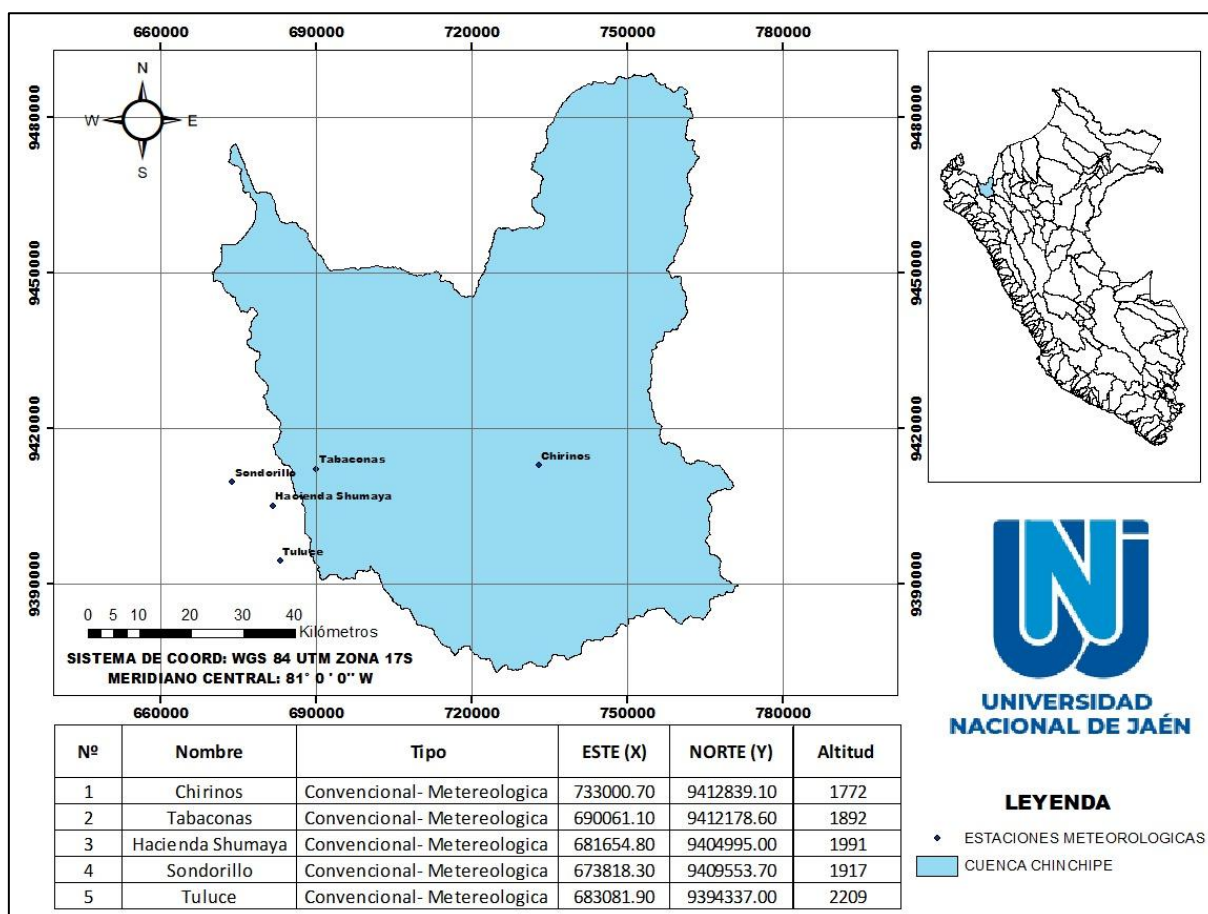 660000 690000 720000 750000 780000
N
W E
S
9480000 9480000
9450000 9450000
9420000 9420000
9390000 9390000
Sondorillo
Tabaconas
Chirinos
Hacienda Shumaya
Tuluce
0 5 10 20 30 40
Kilómetros
SISTEMA DE COORD: WGS 84 UTM ZONA 17S
MERIDIANO CENTRAL: 81° 0 ' 0'' W
660000 690000 720000 750000 780000
Nº Nombre Tipo ESTE (X) NORTE (Y) Altitud
1 Chirinos Convencional- Metereologica 733000.70 9412839.10 1772
2 Tabaconas Convencional- Metereologica 690061.10 9412178.60 1892
3 Hacienda Shumaya Convencional- Metereologica 681654.80 9404995.00 1991
4 Sondorillo Convencional- Metereologica 673818.30 9409553.70 1917
5 Tuluce Convencional- Metereologica 683081.90 9394337.00 2209
UNJ
UNIVERSIDAD
NACIONAL DE JAÉN
LEYENDA
ESTACIONES METEOROLOGICAS
CUENCA CHINCHIPE